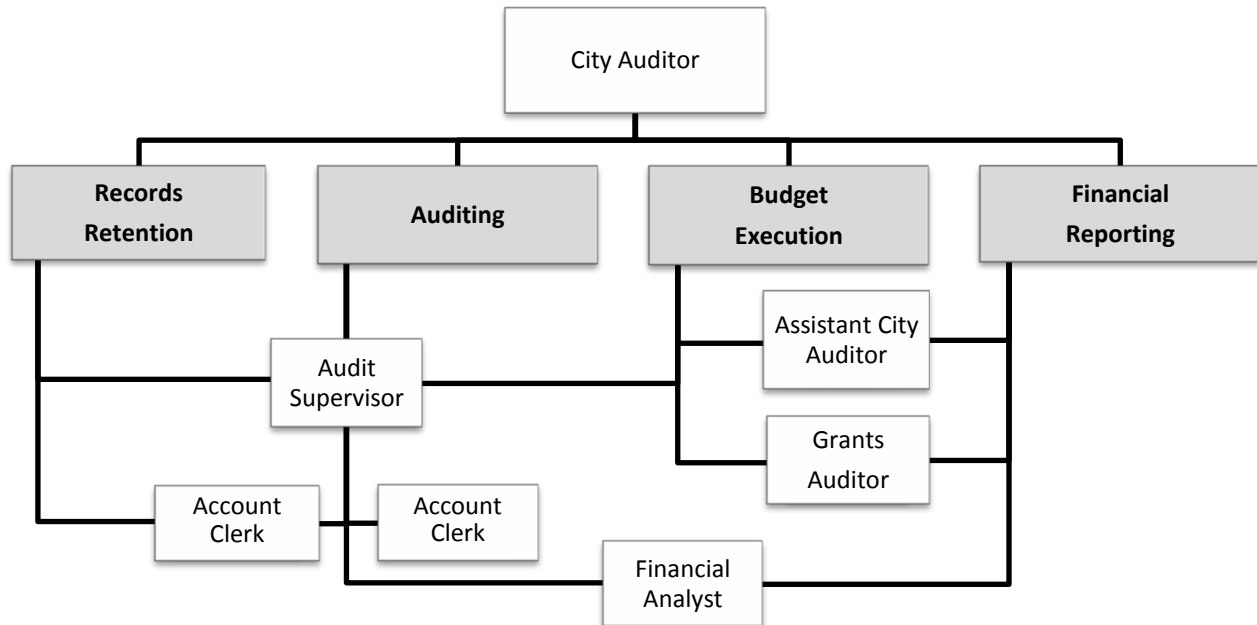 City Auditor
Records
Retention
Auditing
Budget
Execution
Financial
Reporting
Assistant City
Auditor
Audit
Supervisor
Grants
Auditor
Account
Clerk
Account
Clerk
Financial
Analyst